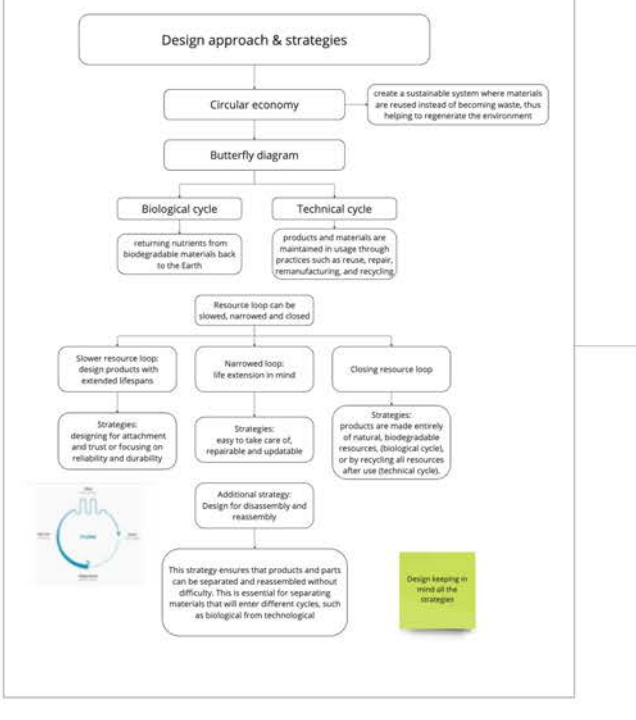 Design approach & strategies
Circular economy
create a sustainable system where materials
are reused instead of becoming waste, thus
helping to regenerate the environment
Butterfly diagram
Biological cycle
Technical cycle
returning nutrients from
biodegradable materials back
to the Earth
products and materials are
maintained in usage through
practices such as reuse, repair,
remanufacturing, and recycling.
Resource loop can be
slowed, narrowed and closed
Slower resource loop:
design products with
extended lifespans
Narrowed loop:
life extension in mind
Closing resource loop
Strategies:
designing for attachment
and trust or focusing on
reliability and durability
Strategies:
easy to take care of,
repairable and updatable
Strategies:
products are made entirely
of natural, biodegradable
resources, (biological cycle),
or by recycling all resources
after use (technical cycle).
Additional strategy:
Design for disassembly and
reassembly
This strategy ensures that products and parts
can be separated and reassembled without
difficulty. This is essential for separating
materials that will enter different cycles, such
as biological from technological
Design keeping in
mind all the
strategies